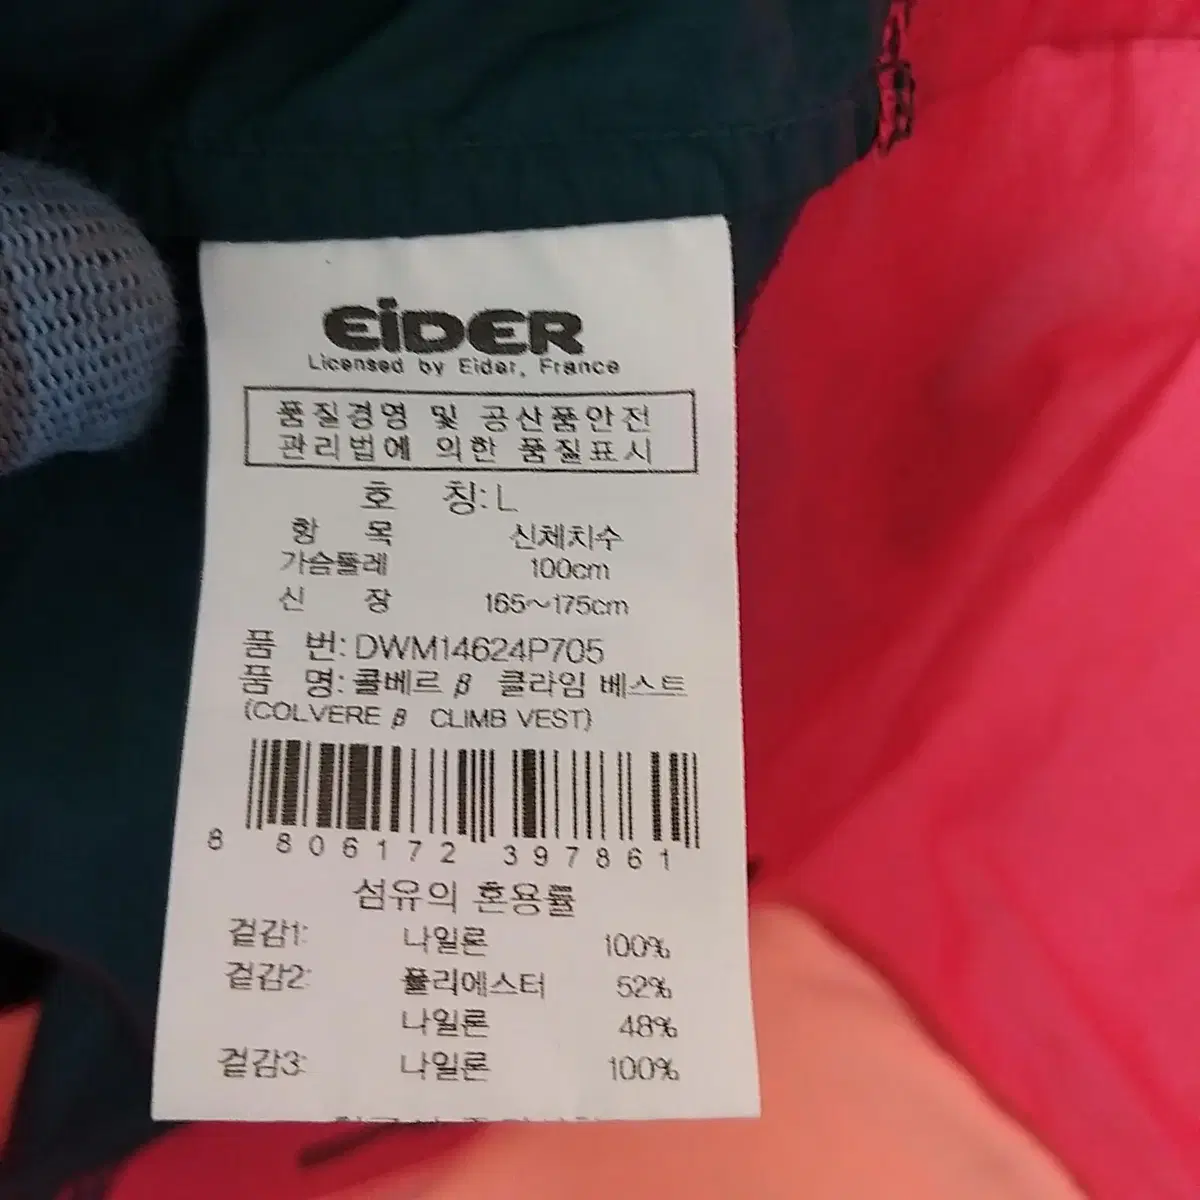 EiDER
Licensed by Eider, France
품질경영 및 공산품안전
관리법에 의한 품질표시
호 칭: L
항 목 신체치수
가슴둘레 100cm
신 장 165~175cm
품 번: DWM14624P705
품 명: 콜베르 β 클라임 베스트
(COLVERE β CLIMB VEST)
8 806172 397861
섬유의 혼용률
겉감1: 나일론 100%
겉감2: 폴리에스터 52%
나일론 48%
겉감3: 나일론 100%